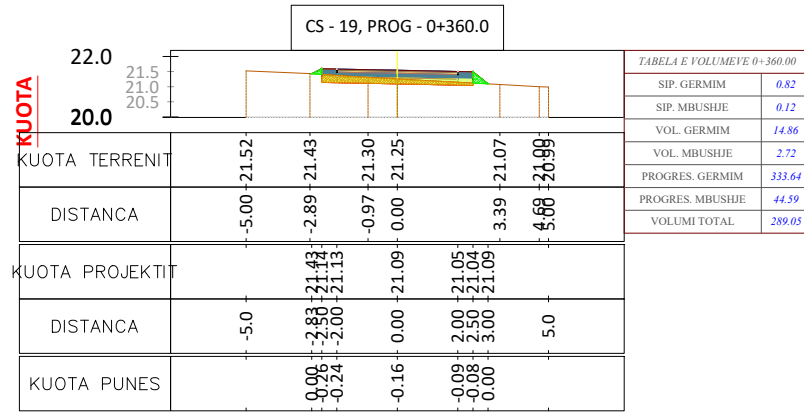 CS - 19, PROG - 0+360.0
KUOTA
22.0
21.5
21.0
20.5
20.0
KUOTA TERRENIT
21.52 21.43 21.30 21.25 21.07 21.00 20.99
DISTANCA
-5.00 -2.89 -0.97 0.00 3.39 4.69 5.00
KUOTA PROJEKTIT
21.43 21.14 21.13 21.09 21.05 21.04 21.09
DISTANCA
-5.0 -2.83 -2.50 -2.00 0.00 2.00 2.50 3.00 5.0
KUOTA PUNES
0.00 -0.26 -0.24 -0.16 -0.09 -0.08 0.00
TABELA E VOLUMEVE 0+360.00
SIP. GERMIM 0.82
SIP. MBUSHJE 0.12
VOL. GERMIM 14.86
VOL. MBUSHJE 2.72
PROGRES. GERMIM 333.64
PROGRES. MBUSHJE 44.59
VOLUMI TOTAL 289.05